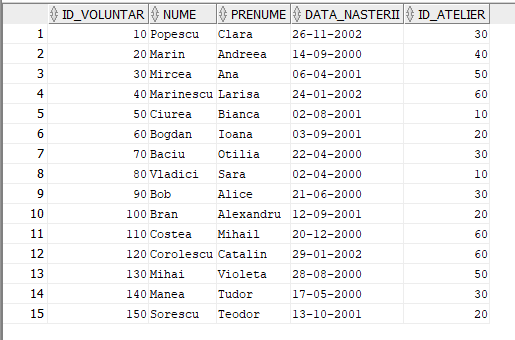 ID_VOLUNTAR NUME PRENUME DATA_NASTERII ID_ATELIER
1 10 Popescu Clara 26-11-2002 30
2 20 Marin Andreea 14-09-2000 40
3 30 Mircea Ana 06-04-2001 50
4 40 Marinescu Larisa 24-01-2002 60
5 50 Ciurea Bianca 02-08-2001 10
6 60 Bogdan Ioana 03-09-2001 20
7 70 Baciu Otilia 22-04-2000 30
8 80 Vladici Sara 02-04-2000 10
9 90 Bob Alice 21-06-2000 30
10 100 Bran Alexandru 12-09-2001 20
11 110 Costea Mihail 20-12-2000 60
12 120 Corolescu Catalin 29-01-2002 60
13 130 Mihai Violeta 28-08-2000 50
14 140 Manea Tudor 17-05-2000 30
15 150 Sorescu Teodor 13-10-2001 20